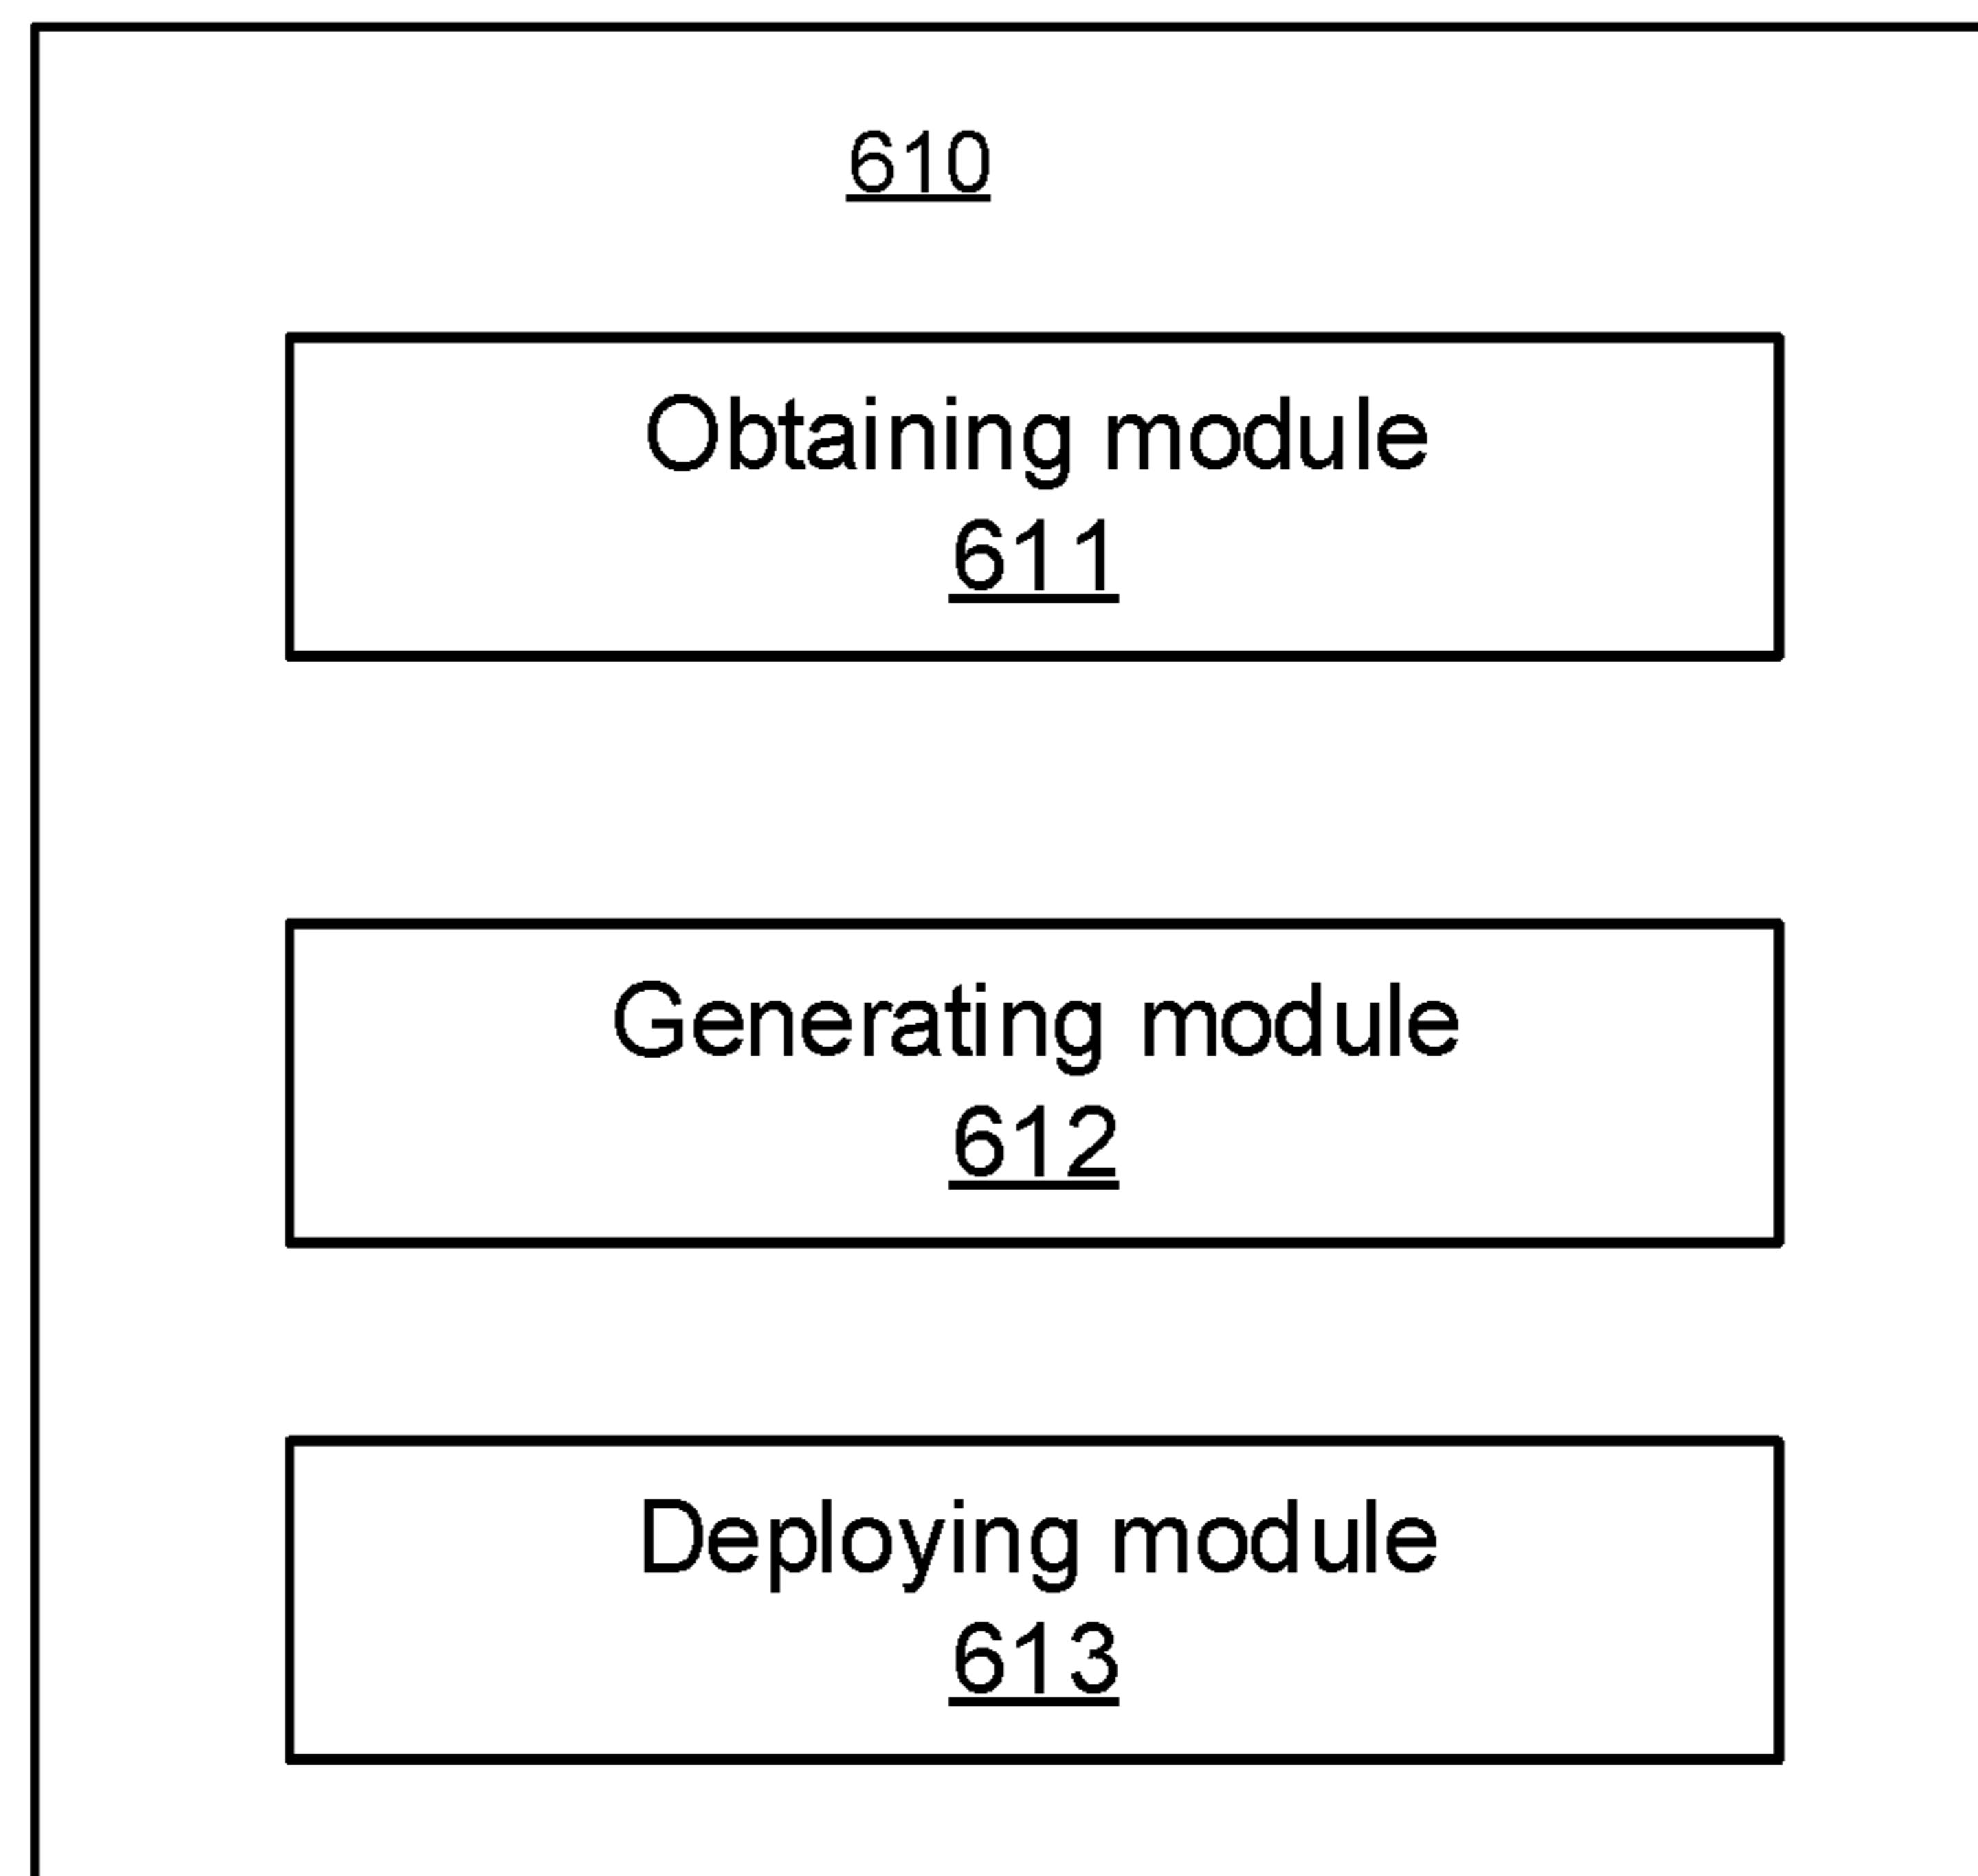 610
Obtaining module
611
Generating module
612
Deploying module
613